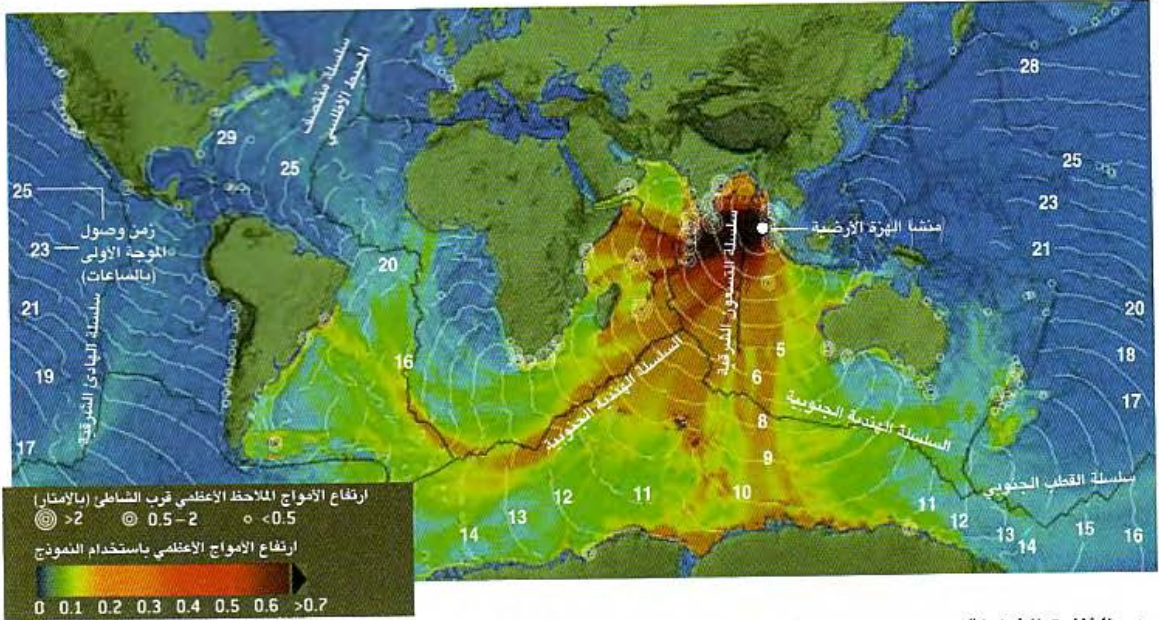 سلسلة منتصف
المحيط الأطلسي
28
29
25
25
25
23
21
زمن وصول
الموجة الأولى
(بالساعات)
23
21
19
17
سلسلة الهادئ الشرقية
20
16
منشأ الهزة الأرضية
سلسلة التسعون الشرقية
5
6
8
9
10
11
12
13
14
السلسلة الهندية الجنوبية
السلسلة الهندية الجنوبية
سلسلة القطب الجنوبي
20
18
17
11
12
13
14
15
16
ارتفاع الأمواج الملاحظ الأعظمي قرب الشاطئ (بالأمتار)
>2 0.5-2 <0.5
ارتفاع الأمواج الأعظمي باستخدام النموذج
0 0.1 0.2 0.3 0.4 0.5 0.6 >0.7